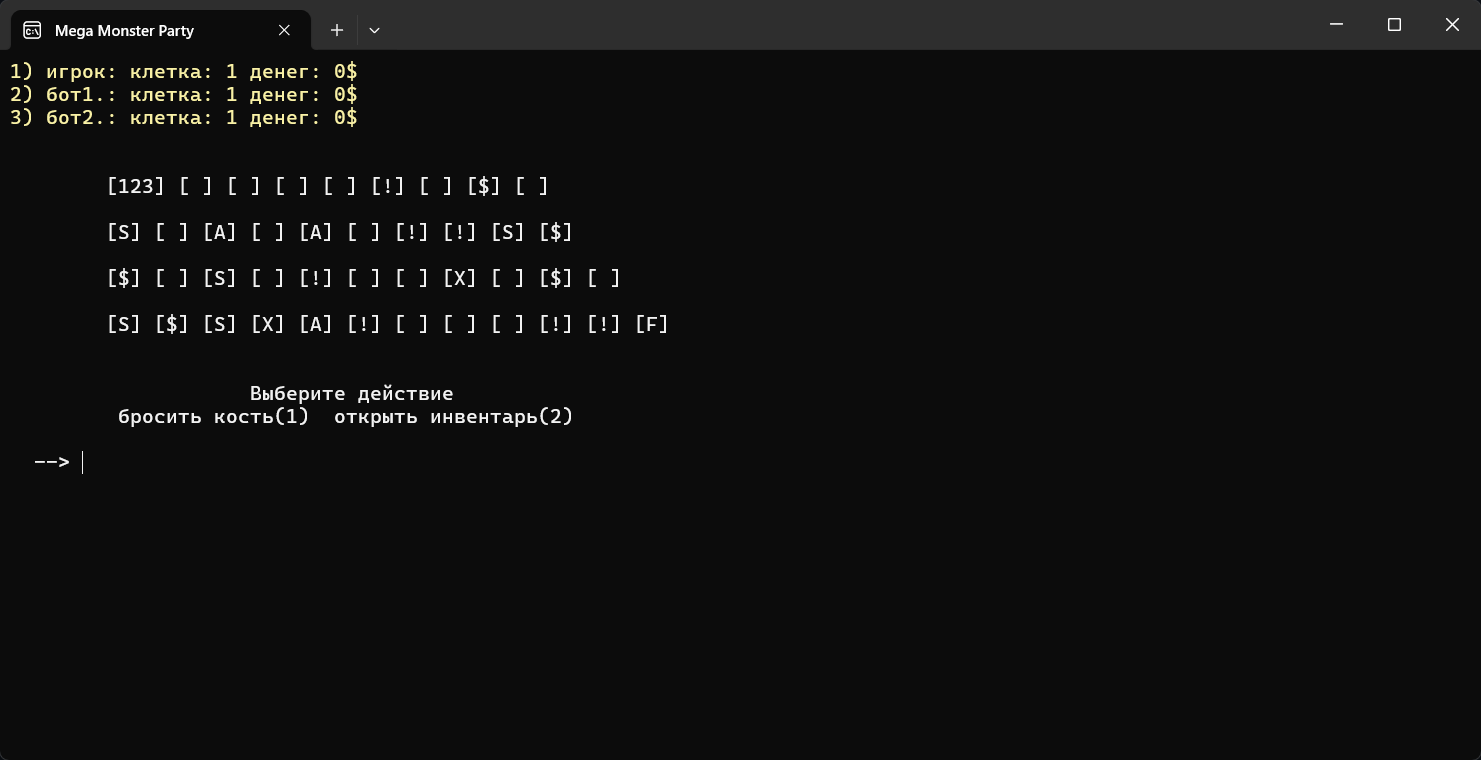 Mega Monster Party
1) игрок: клетка: 1 денег: 0$
2) бот1.: клетка: 1 денег: 0$
3) бот2.: клетка: 1 денег: 0$
[123] [ ] [ ] [ ] [ ] [!] [ ] [$] [ ]
[S] [ ] [A] [ ] [A] [ ] [!] [!] [S] [$]
[$] [ ] [S] [ ] [!] [ ] [ ] [X] [ ] [$] [ ]
[S] [$] [S] [X] [A] [!] [ ] [ ] [ ] [!] [!] [F]
Выберите действие
бросить кость(1)  открыть инвентарь(2)
-->